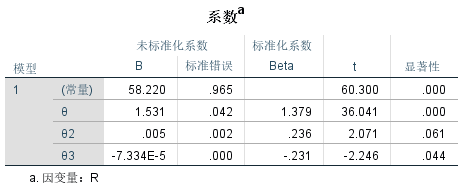 系数a
未标准化系数 标准化系数
模型 B 标准错误 Beta t 显著性
1 (常量) 58.220 .965 60.300 .000
θ 1.531 .042 1.379 36.041 .000
θ2 .005 .002 .236 2.071 .061
θ3 -7.334E-5 .000 -.231 -2.246 .044
a. 因变量：R